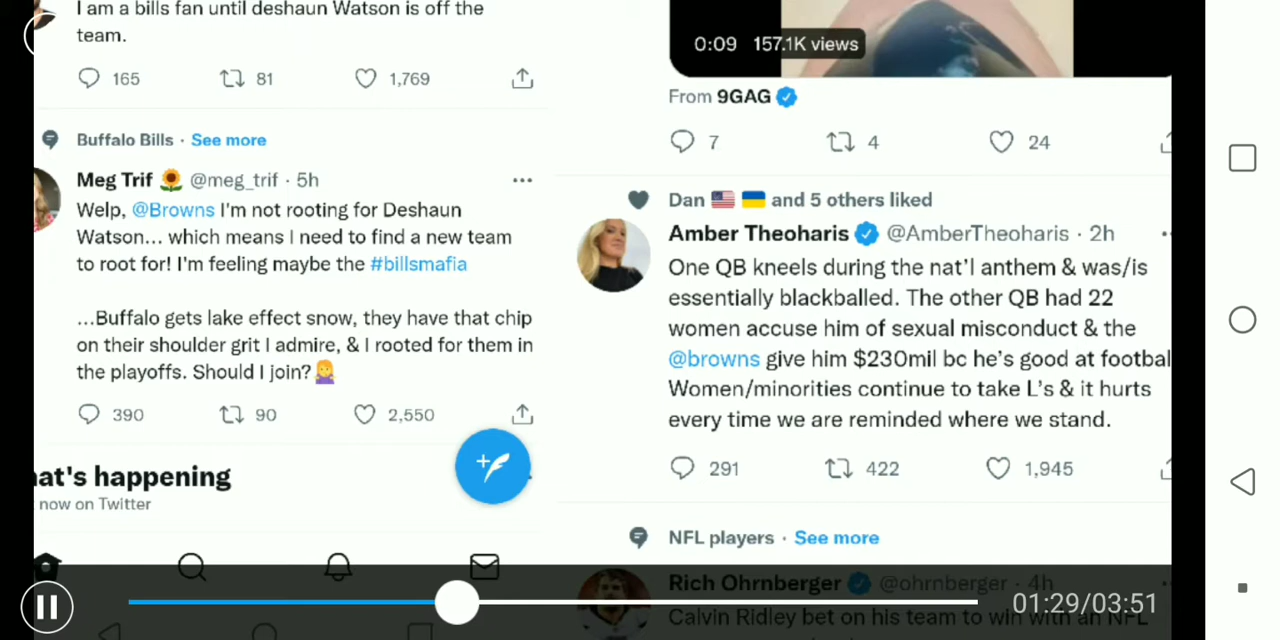 I am a bills fan until deshaun Watson is off the
team.
165 81 1,769
Buffalo Bills · See more
Meg Trif 🌻 @meg_trif · 5h
Welp, @Browns I'm not rooting for Deshaun
Watson... which means I need to find a new team
to root for! I'm feeling maybe the #billsmafia
...Buffalo gets lake effect snow, they have that chip
on their shoulder grit I admire, & I rooted for them in
the playoffs. Should I join? 🤷‍♀️
390 90 2,550
hat's happening
now on Twitter
0:09 157.1K views
From 9GAG
7 4 24
Dan 🇺🇸 🇺🇦 and 5 others liked
Amber Theoharis @AmberTheoharis · 2h
One QB kneels during the nat'l anthem & was/is
essentially blackballed. The other QB had 22
women accuse him of sexual misconduct & the
@browns give him $230mil bc he's good at footbal
Women/minorities continue to take L's & it hurts
every time we are reminded where we stand.
291 422 1,945
NFL players · See more
Rich Ohrnberger @ohrnberger · 4h
Calvin Ridley bet on his team to win with an NFL
01:29/03:51